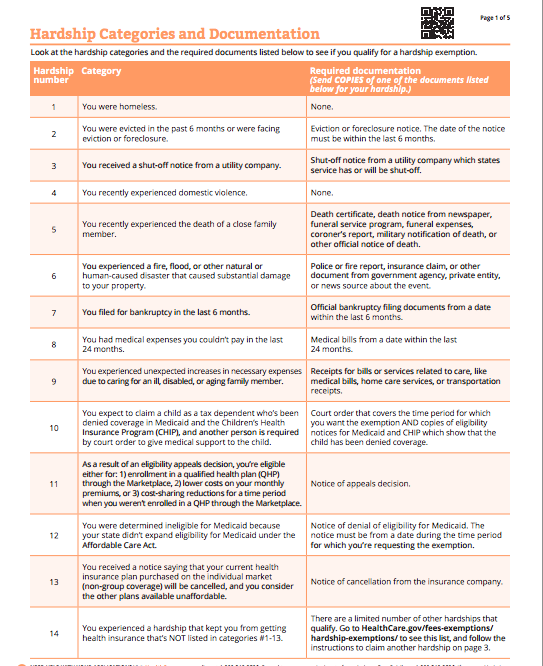 Page 1 of 5
Hardship Categories and Documentation
Look at the hardship categories and the required documents listed below to see if you qualify for a hardship exemption.
Hardship number
Category
Required documentation
(Send COPIES of one of the documents listed
below for your hardship.)
1
You were homeless.
None.
2
You were evicted in the past 6 months or were facing
eviction or foreclosure.
Eviction or foreclosure notice. The date of the notice
must be within the last 6 months.
3
You received a shut-off notice from a utility company.
Shut-off notice from a utility company which states
service has or will be shut-off.
4
You recently experienced domestic violence.
None.
5
You recently experienced the death of a close family
member.
Death certificate, death notice from newspaper,
funeral service program, funeral expenses,
coroner's report, military notification of death, or
other official notice of death.
6
You experienced a fire, flood, or other natural or
human-caused disaster that caused substantial damage
to your property.
Police or fire report, insurance claim, or other
document from government agency, private entity,
or news source about the event.
7
You filed for bankruptcy in the last 6 months.
Official bankruptcy filing documents from a date
within the last 6 months.
8
You had medical expenses you couldn't pay in the last
24 months.
Medical bills from a date within the last
24 months.
9
You experienced unexpected increases in necessary expenses
due to caring for an ill, disabled, or aging family member.
Receipts for bills or services related to care, like
medical bills, home care services, or transportation
receipts.
10
You expect to claim a child as a tax dependent who's been
denied coverage in Medicaid and the Children's Health
Insurance Program (CHIP), and another person is required
by court order to give medical support to the child.
Court order that covers the time period for which
you want the exemption AND copies of eligibility
notices for Medicaid and CHIP which show that the
child has been denied coverage.
11
As a result of an eligibility appeals decision, you're eligible
either for: 1) enrollment in a qualified health plan (QHP)
through the Marketplace, 2) lower costs on your monthly
premiums, or 3) cost-sharing reductions for a time period
when you weren't enrolled in a QHP through the Marketplace.
Notice of appeals decision.
12
You were determined ineligible for Medicaid because
your state didn't expand eligibility for Medicaid under the
Affordable Care Act.
Notice of denial of eligibility for Medicaid. The
notice must be from a date during the time period
for which you're requesting the exemption.
13
You received a notice saying that your current health
insurance plan purchased on the individual market
(non-group coverage) will be cancelled, and you consider
the other plans available unaffordable.
Notice of cancellation from the insurance company.
14
You experienced a hardship that kept you from getting
health insurance that's NOT listed in categories #1-13.
There are a limited number of other hardships that
qualify. Go to HealthCare.gov/fees-exemptions/
hardship-exemptions/ to see this list, and follow the
instructions to claim another hardship on page 3.